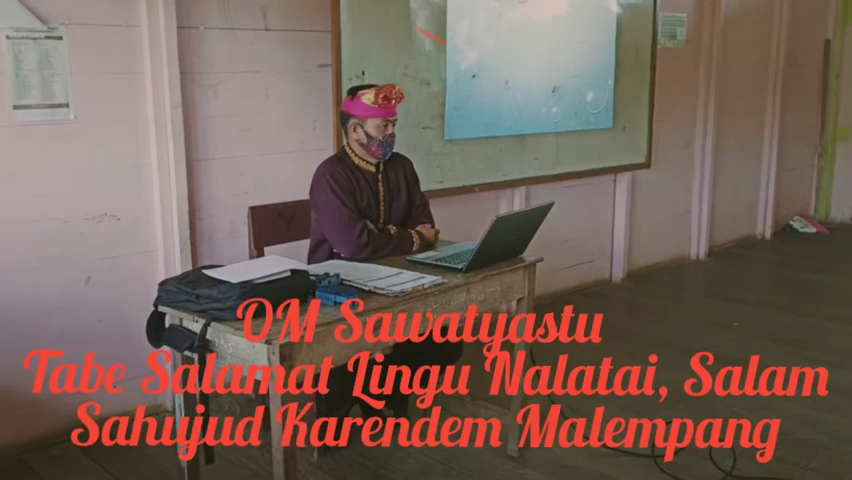 OM Sawatyastu
Tabe Salamat Lingu Nalatai, Salam
Sahujud Karendem Malempang